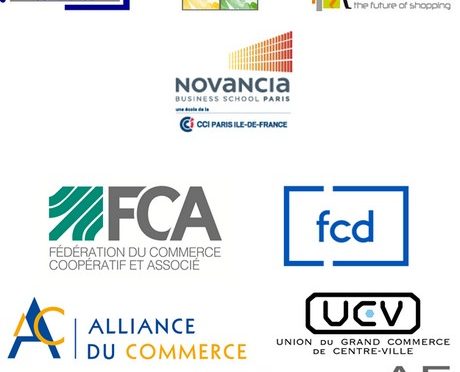 the future of shopping
NOVANCIA
BUSINESS SCHOOL PARIS
une école de la
CCI PARIS ILE-DE-FRANCE
FCA
FÉDÉRATION DU COMMERCE
COOPÉRATIF ET ASSOCIÉ
fcd
AC
ALLIANCE
DU COMMERCE
UCV
UNION DU GRAND COMMERCE
DE CENTRE-VILLE